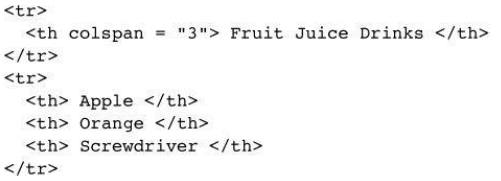 <tr>
  <th colspan = "3"> Fruit Juice Drinks </th>
</tr>
<tr>
  <th> Apple </th>
  <th> Orange </th>
  <th> Screwdriver </th>
</tr>